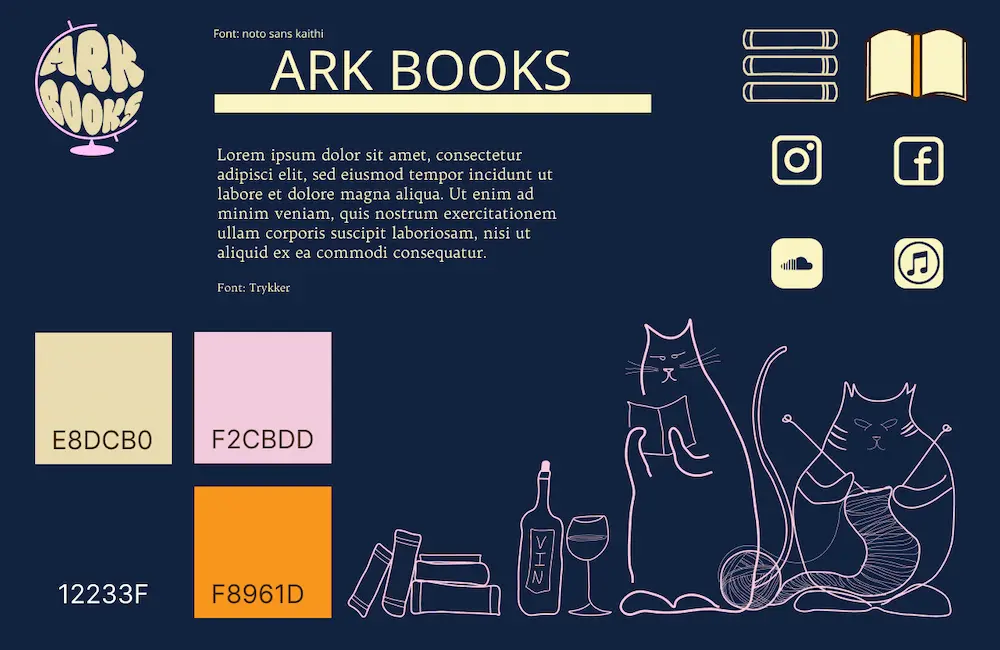 ARK
BOOKS
Font: noto sans kaithi
ARK BOOKS
Lorem ipsum dolor sit amet, consectetur
adipisci elit, sed eiusmod tempor incidunt ut
labore et dolore magna aliqua. Ut enim ad
minim veniam, quis nostrum exercitationem
ullam corporis suscipit laboriosam, nisi ut
aliquid ex ea commodi consequatur.
Font: Trykker
E8DCB0
F2CBDD
12233F
F8961D
VIN